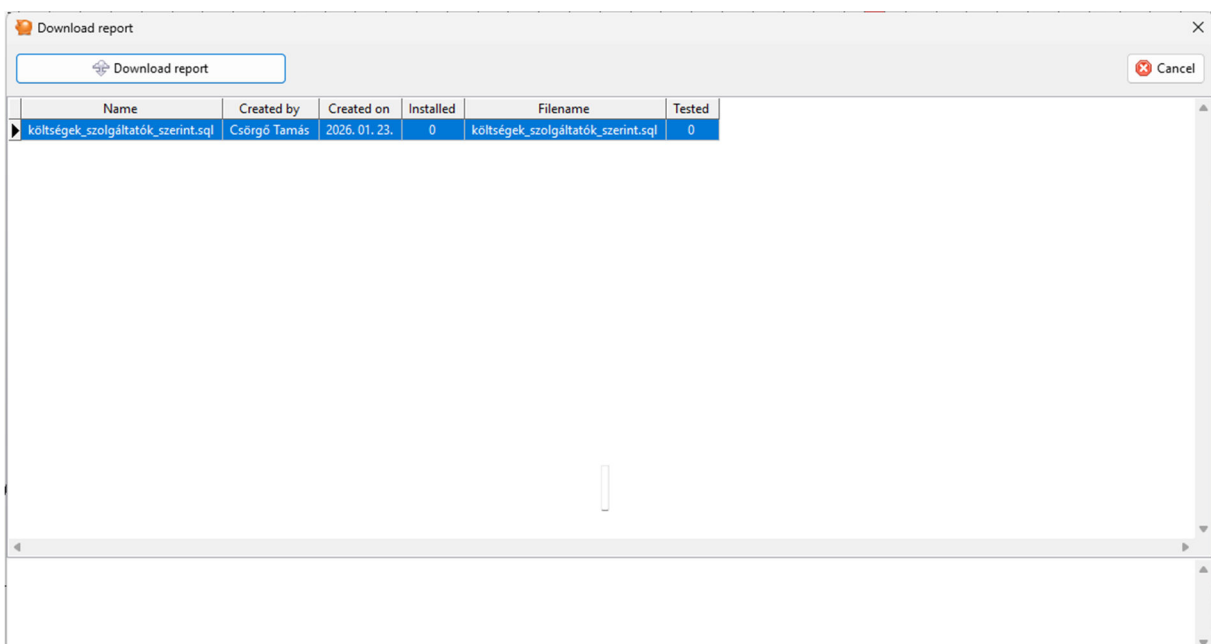 Download report
Download report
Cancel
Name Created by Created on Installed Filename Tested
költségek_szolgáltatók_szerint.sql Csörgő Tamás 2026. 01. 23. 0 költségek_szolgáltatók_szerint.sql 0